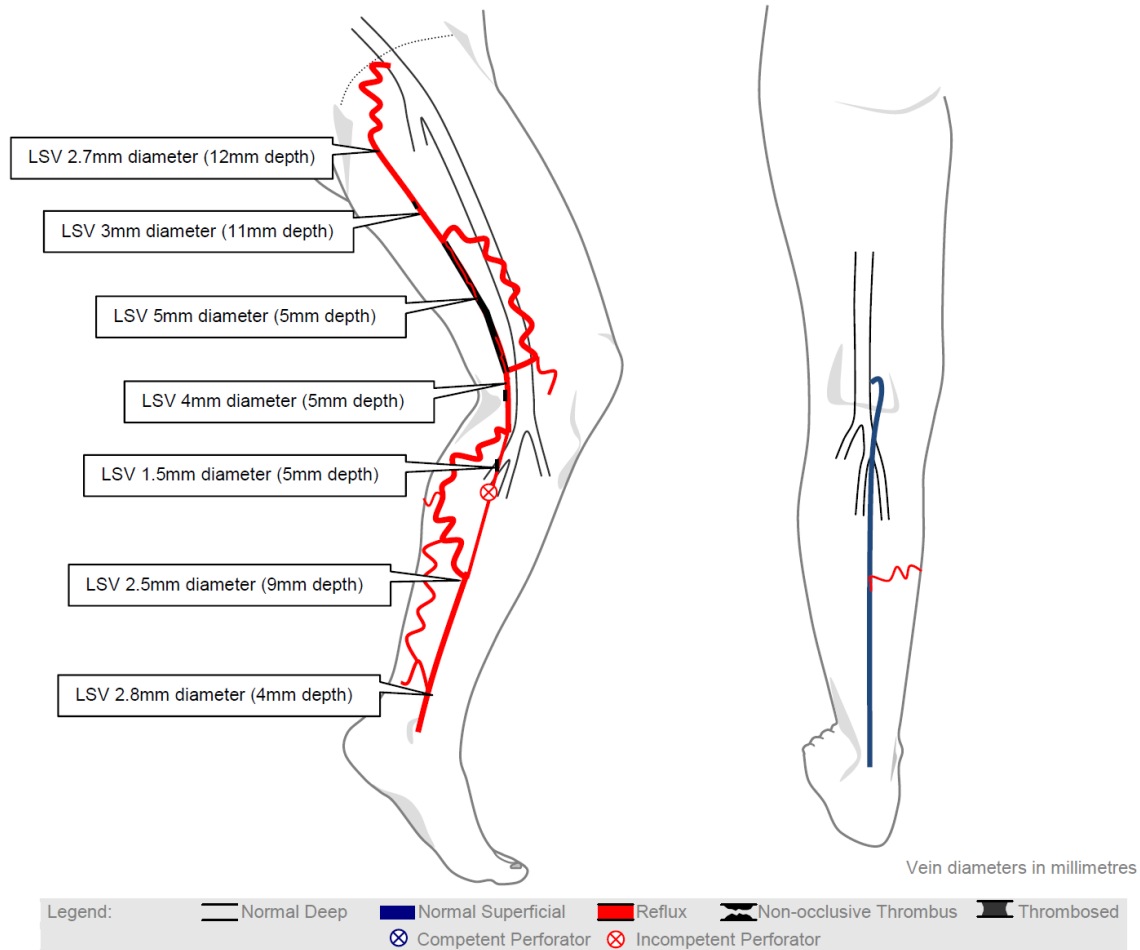 LSV 2.7mm diameter (12mm depth)
LSV 3mm diameter (11mm depth)
LSV 5mm diameter (5mm depth)
LSV 4mm diameter (5mm depth)
LSV 1.5mm diameter (5mm depth)
LSV 2.5mm diameter (9mm depth)
LSV 2.8mm diameter (4mm depth)
Vein diameters in millimetres
Legend: Normal Deep Normal Superficial Reflux Non-occlusive Thrombus Thrombosed
Competent Perforator Incompetent Perforator